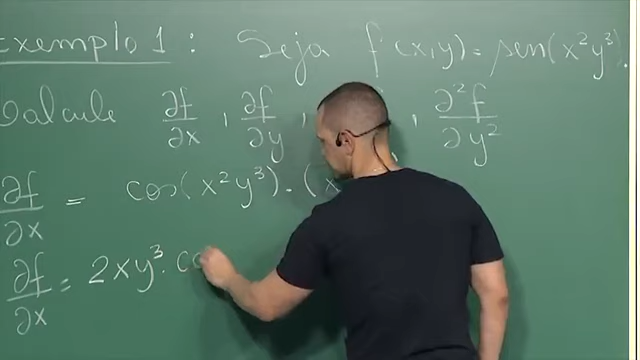 Exemplo 1: Seja f(x,y) = sen(x²y³).
Calcule ∂f/∂x, ∂f/∂y, , ∂²f/∂y²
∂f/∂x = cos(x²y³).(x
∂f/∂x = 2xy³. co